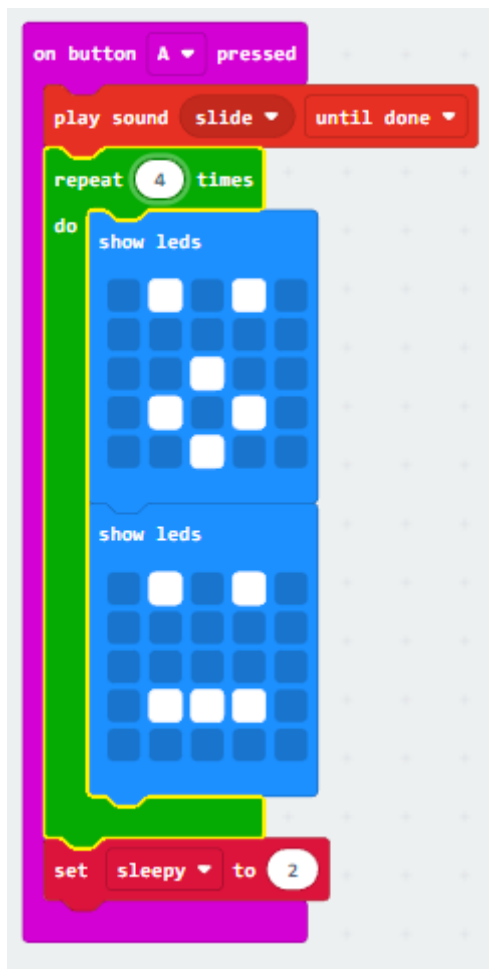 on button A pressed
play sound slide until done
repeat 4 times
do
show leds
show leds
set sleepy to 2